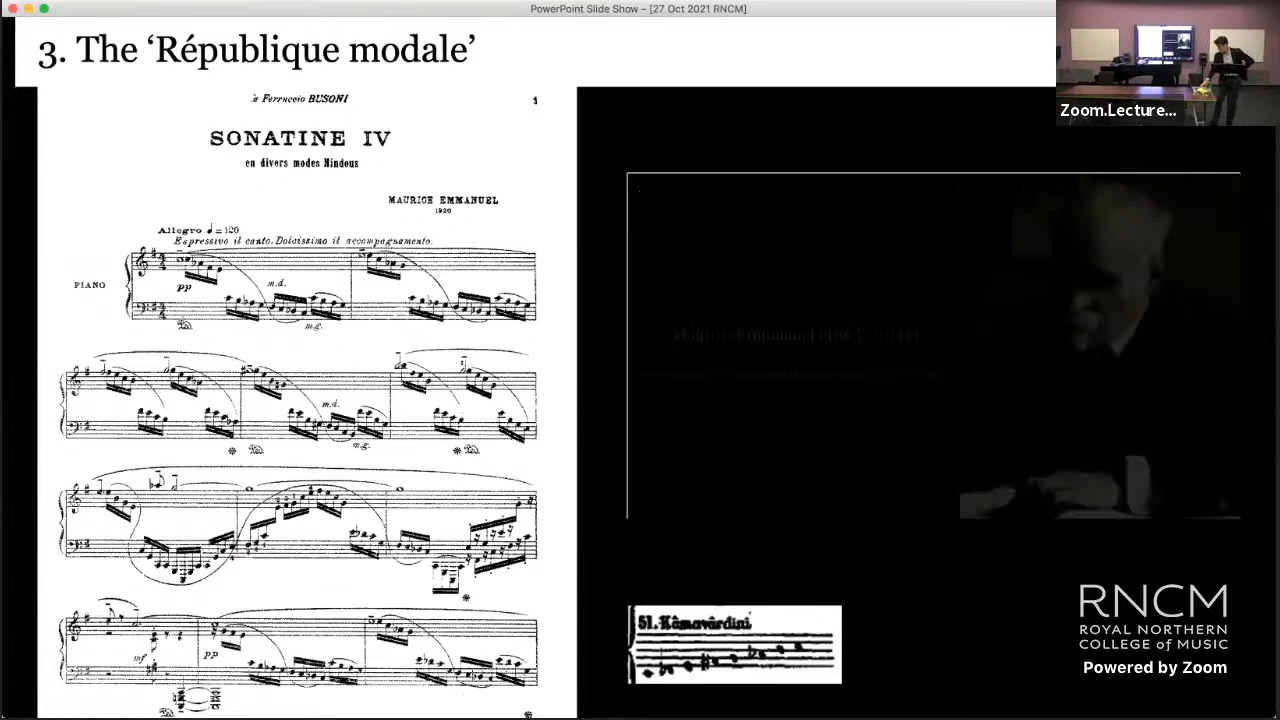 PowerPoint Slide Show – [27 Oct 2021 RNCM]
3. The ‘République modale’
Zoom.Lecture...
à Ferruccio BUSONI
1
SONATINE IV
en divers modes Hindous
MAURICE EMMANUEL
1920
Allegro ♩=120
Espressivo il canto. Dolcissimo il accompagnamento.
PIANO
pp
m.d.
m.g.
m.d.
m.g.
mf
pp
51. Kâmavârdini
RNCM
ROYAL NORTHERN
COLLEGE of MUSIC
Powered by Zoom